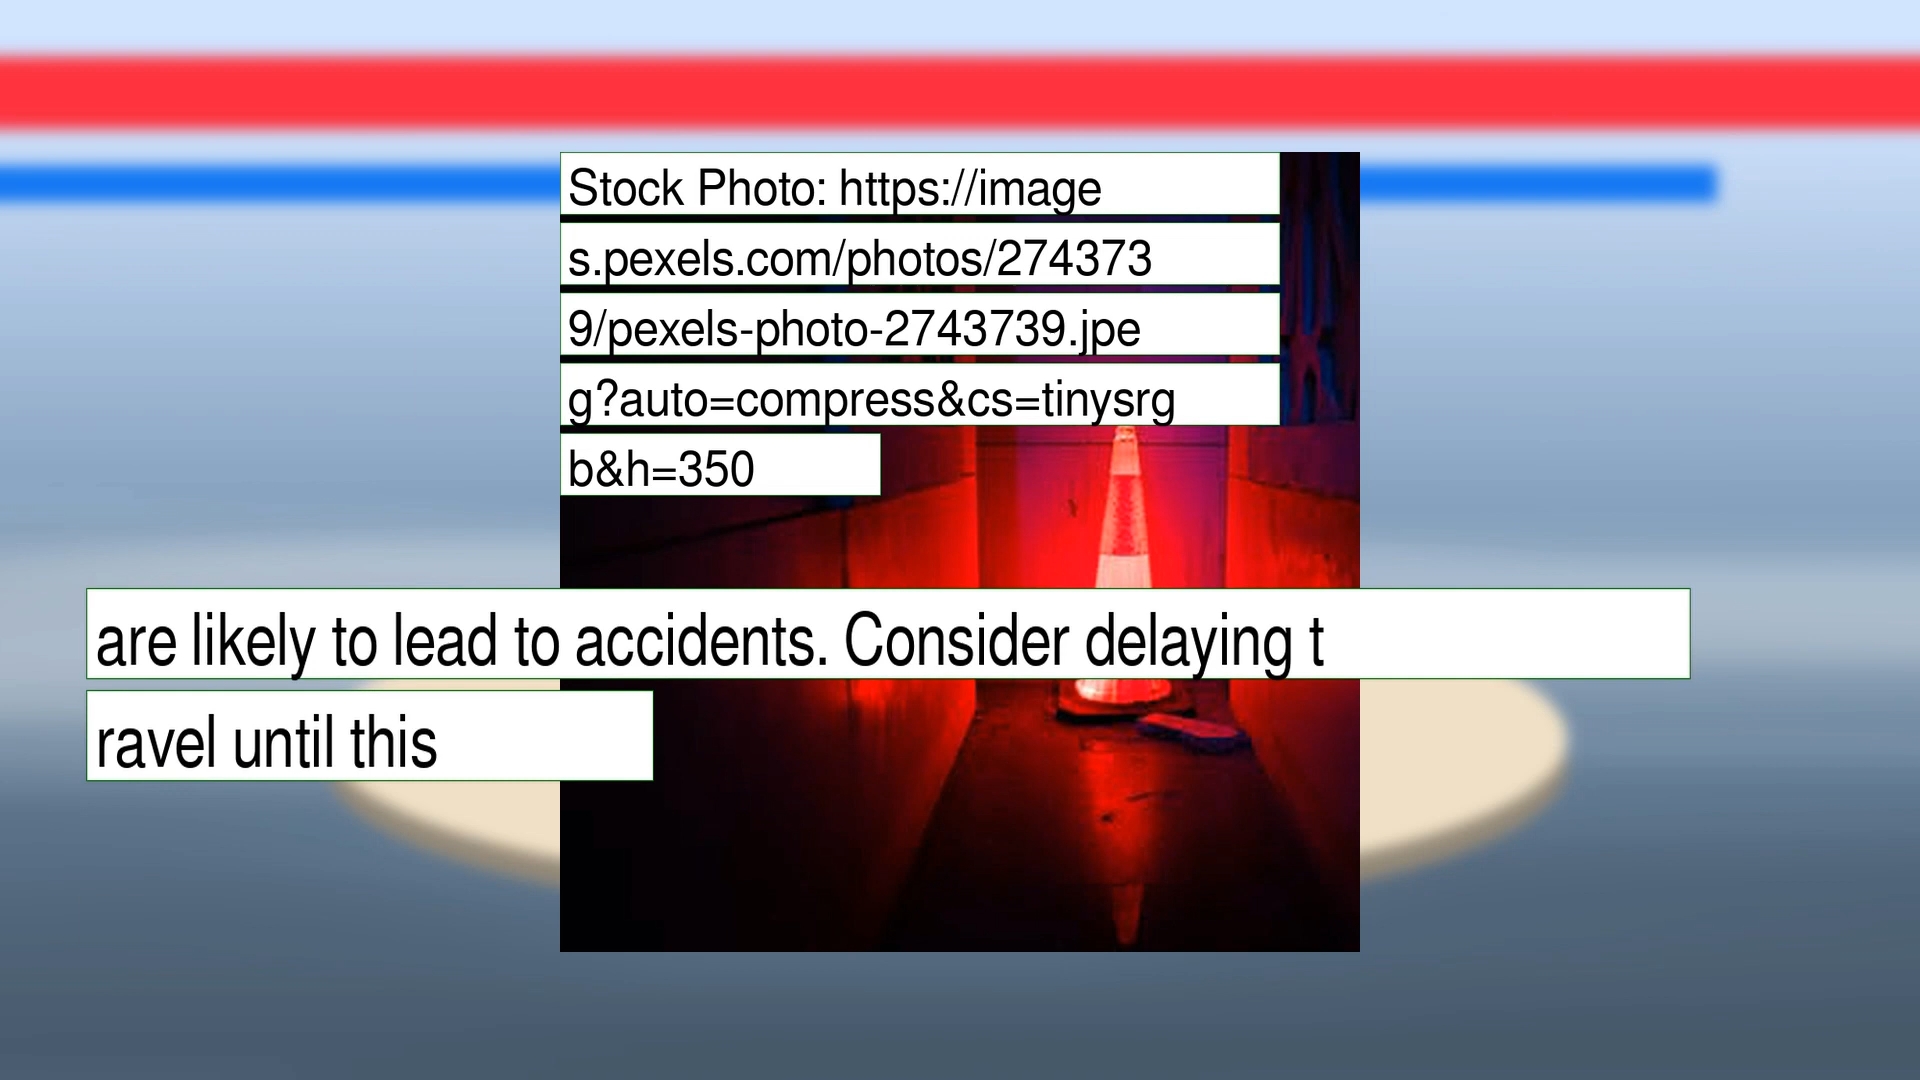 Stock Photo: https://image
s.pexels.com/photos/274373
9/pexels-photo-2743739.jpe
g?auto=compress&cs=tinysrg
b&h=350
are likely to lead to accidents. Consider delaying t
ravel until this